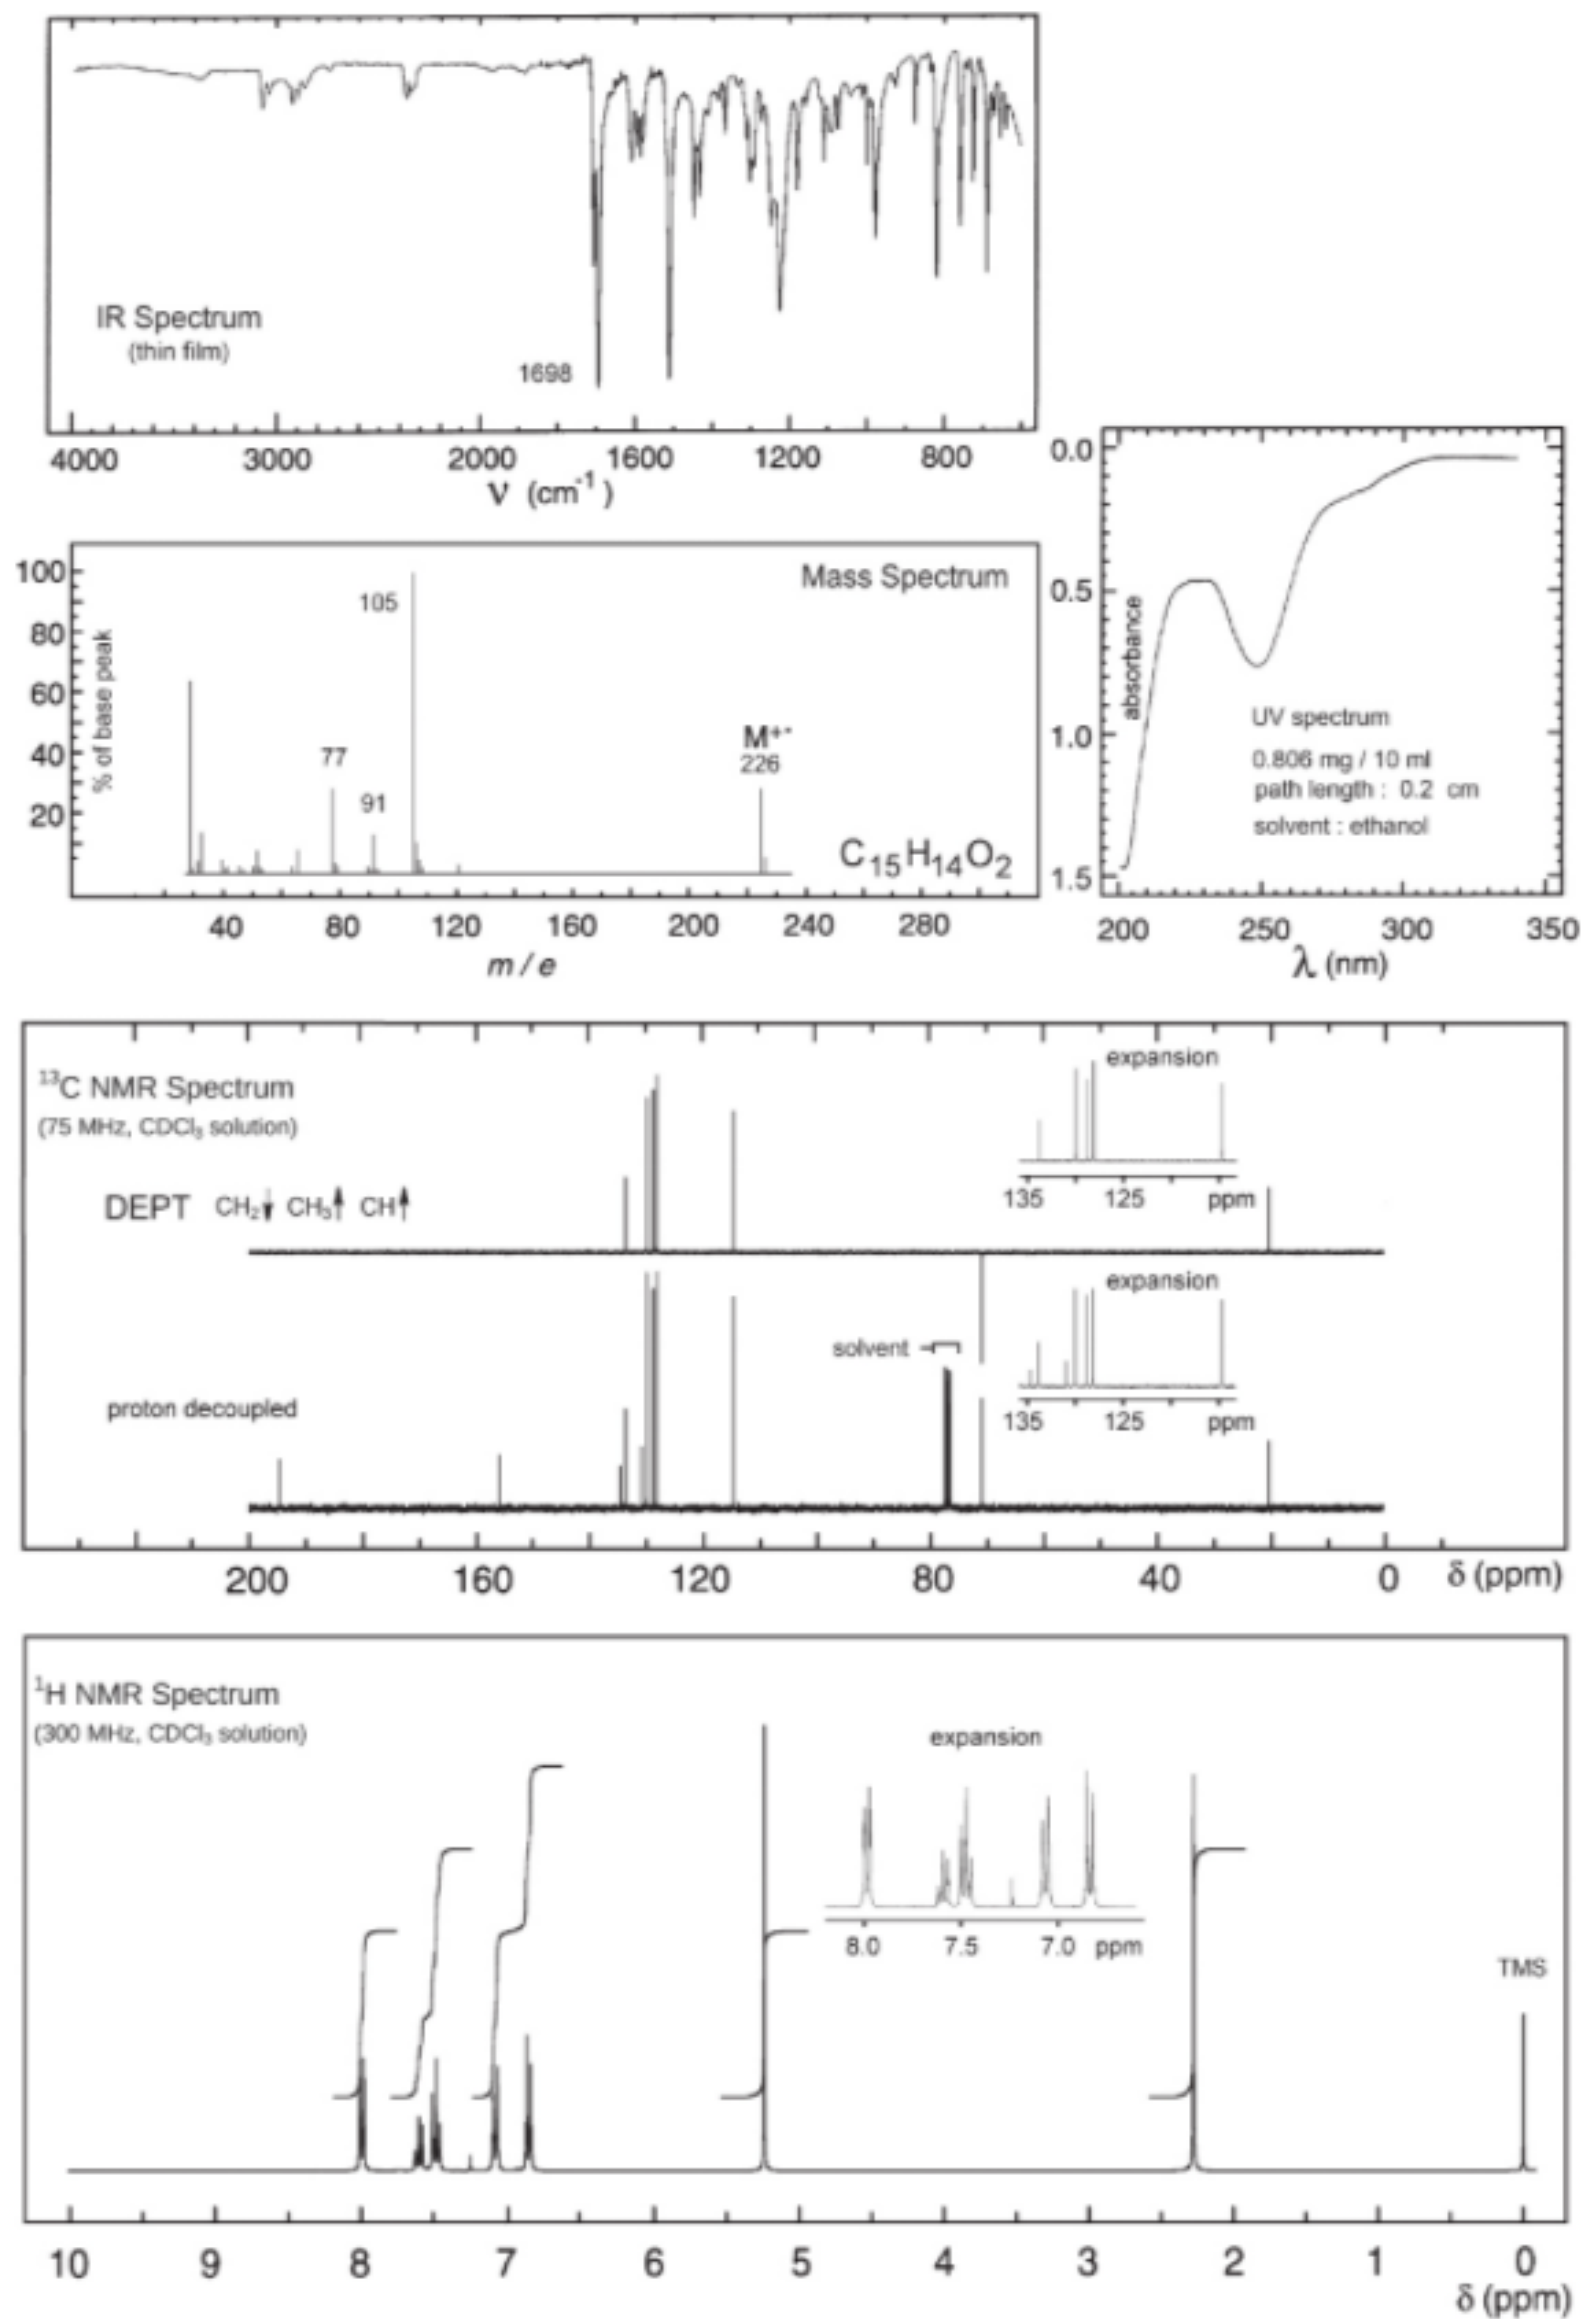 IR Spectrum
(thin film)
1698
4000 3000 2000 1600 1200 800
ν (cm⁻¹)
Mass Spectrum
% of base peak
100
80
60
40
20
105
77
91
M⁺·
226
C₁₅H₁₄O₂
40 80 120 160 200 240 280
m / e
0.0
0.5
1.0
1.5
absorbance
UV spectrum
0.806 mg / 10 ml
path length : 0.2 cm
solvent : ethanol
200 250 300 350
λ (nm)
¹³C NMR Spectrum
(75 MHz, CDCl₃ solution)
expansion
135 125 ppm
DEPT CH₂↓ CH₃↑ CH↑
expansion
135 125 ppm
solvent
proton decoupled
200 160 120 80 40 0 δ (ppm)
¹H NMR Spectrum
(300 MHz, CDCl₃ solution)
expansion
8.0 7.5 7.0 ppm
TMS
10 9 8 7 6 5 4 3 2 1 0
δ (ppm)